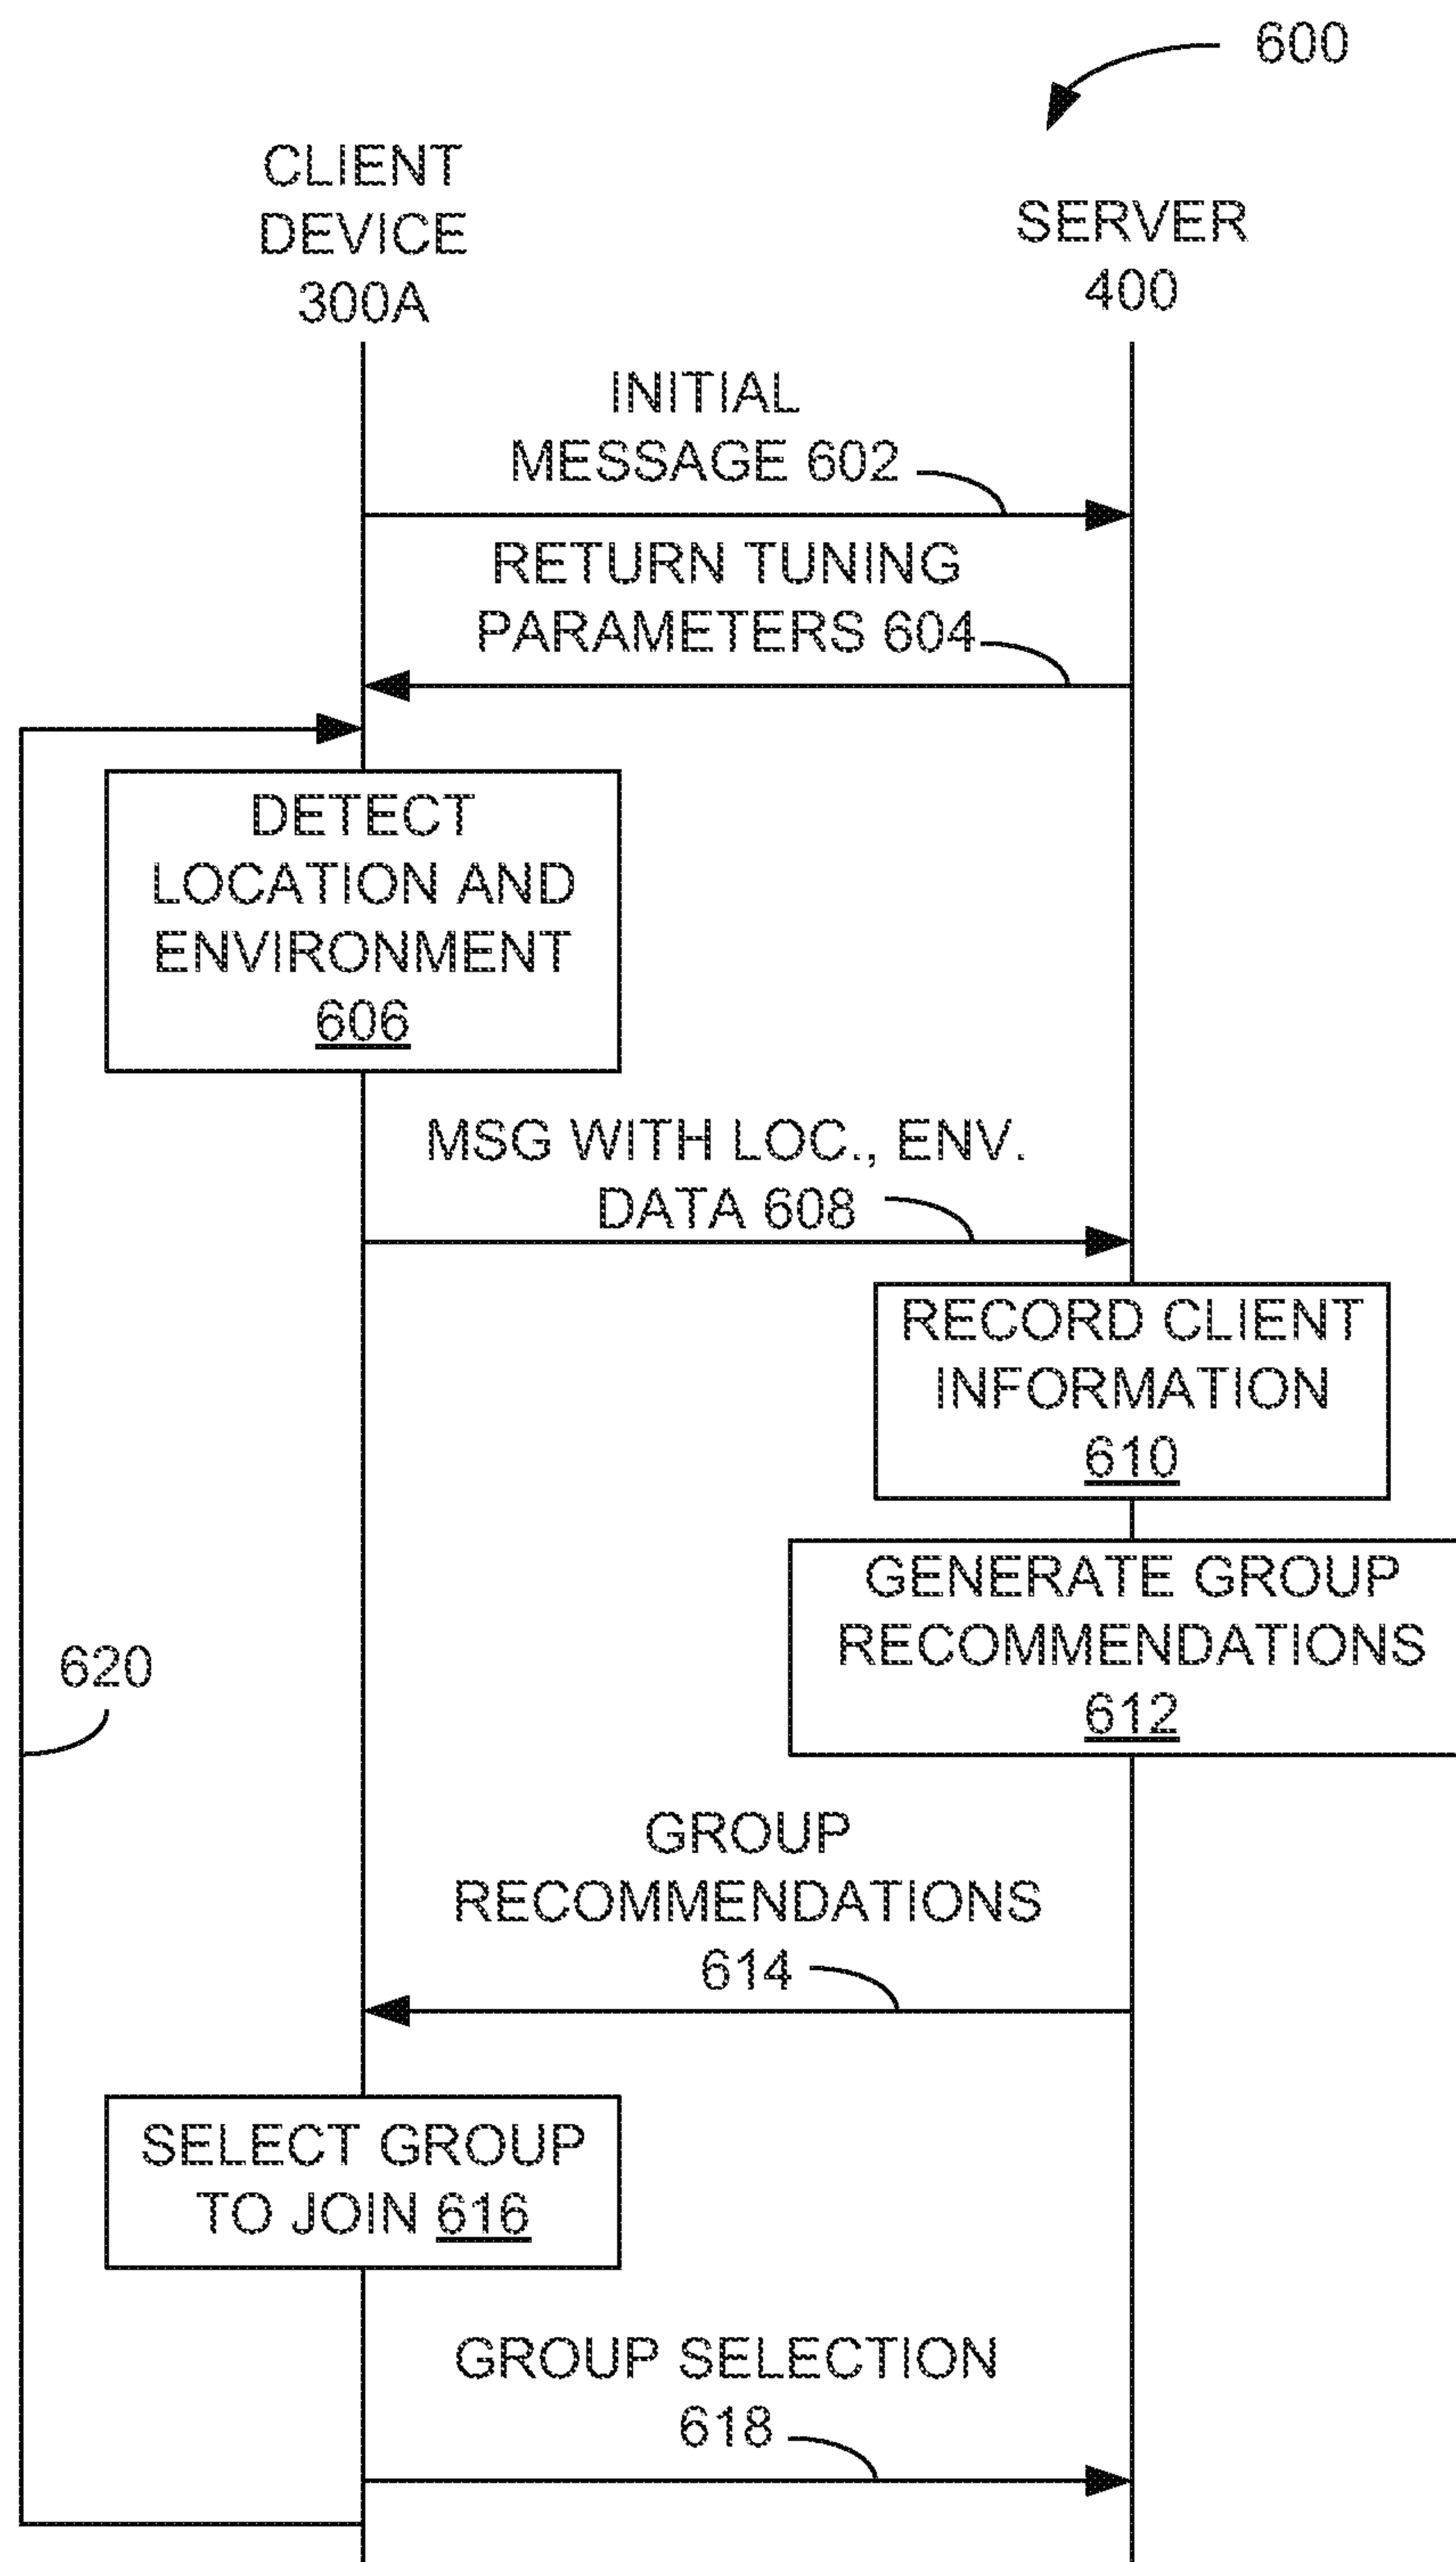 600
CLIENT
DEVICE
300A
SERVER
400
INITIAL
MESSAGE 602
RETURN TUNING
PARAMETERS 604
DETECT
LOCATION AND
ENVIRONMENT
606
MSG WITH LOC., ENV.
DATA 608
RECORD CLIENT
INFORMATION
610
GENERATE GROUP
RECOMMENDATIONS
612
620
GROUP
RECOMMENDATIONS
614
SELECT GROUP
TO JOIN 616
GROUP SELECTION
618